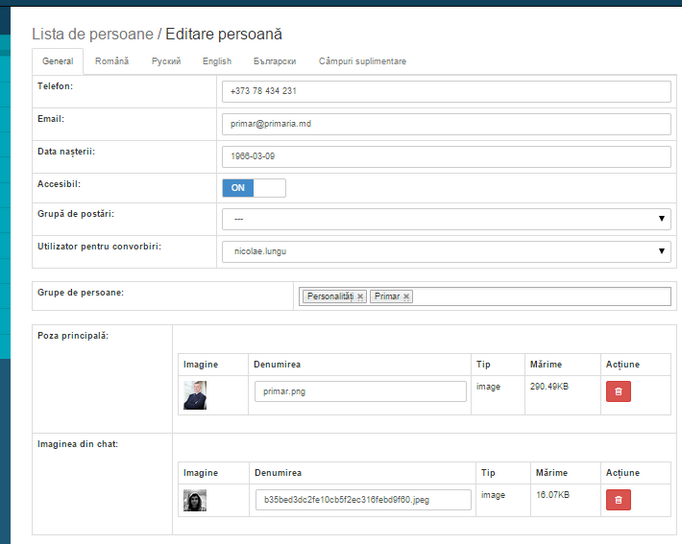 Lista de persoane / Editare persoană
General Română Русский English Български Câmpuri suplimentare
Telefon: +373 78 434 231
Email: primar@primaria.md
Data nașterii: 1966-03-09
Accesibil: ON
Grupă de postări: ---
Utilizator pentru convorbiri: nicolae.lungu
Grupe de persoane: Personalități × Primar ×
Poza principală:
Imagine Denumirea Tip Mărime Acțiune
primar.png image 290.49KB
Imaginea din chat:
Imagine Denumirea Tip Mărime Acțiune
b35bed3dc2fe10cb5f2ec316febd9f60.jpeg image 16.07KB